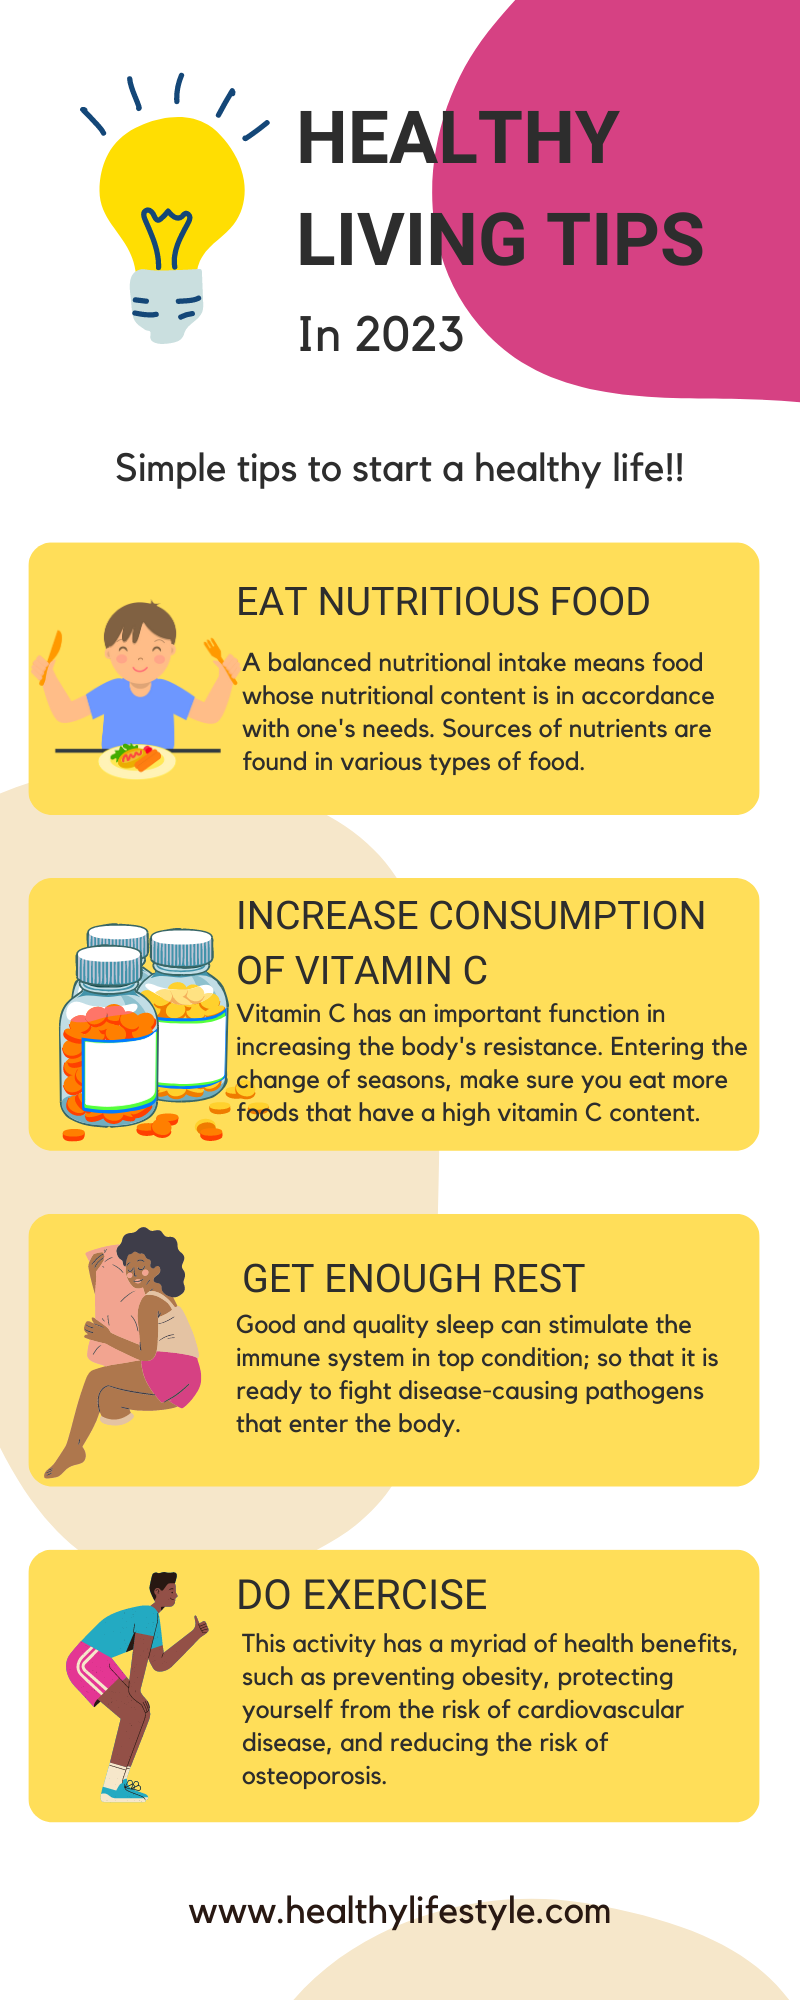 HEALTHY
LIVING TIPS
In 2023
Simple tips to start a healthy life!!
EAT NUTRITIOUS FOOD
A balanced nutritional intake means food
whose nutritional content is in accordance
with one's needs. Sources of nutrients are
found in various types of food.
INCREASE CONSUMPTION
OF VITAMIN C
Vitamin C has an important function in
increasing the body's resistance. Entering the
change of seasons, make sure you eat more
foods that have a high vitamin C content.
GET ENOUGH REST
Good and quality sleep can stimulate the
immune system in top condition; so that it is
ready to fight disease-causing pathogens
that enter the body.
DO EXERCISE
This activity has a myriad of health benefits,
such as preventing obesity, protecting
yourself from the risk of cardiovascular
disease, and reducing the risk of
osteoporosis.
www.healthylifestyle.com